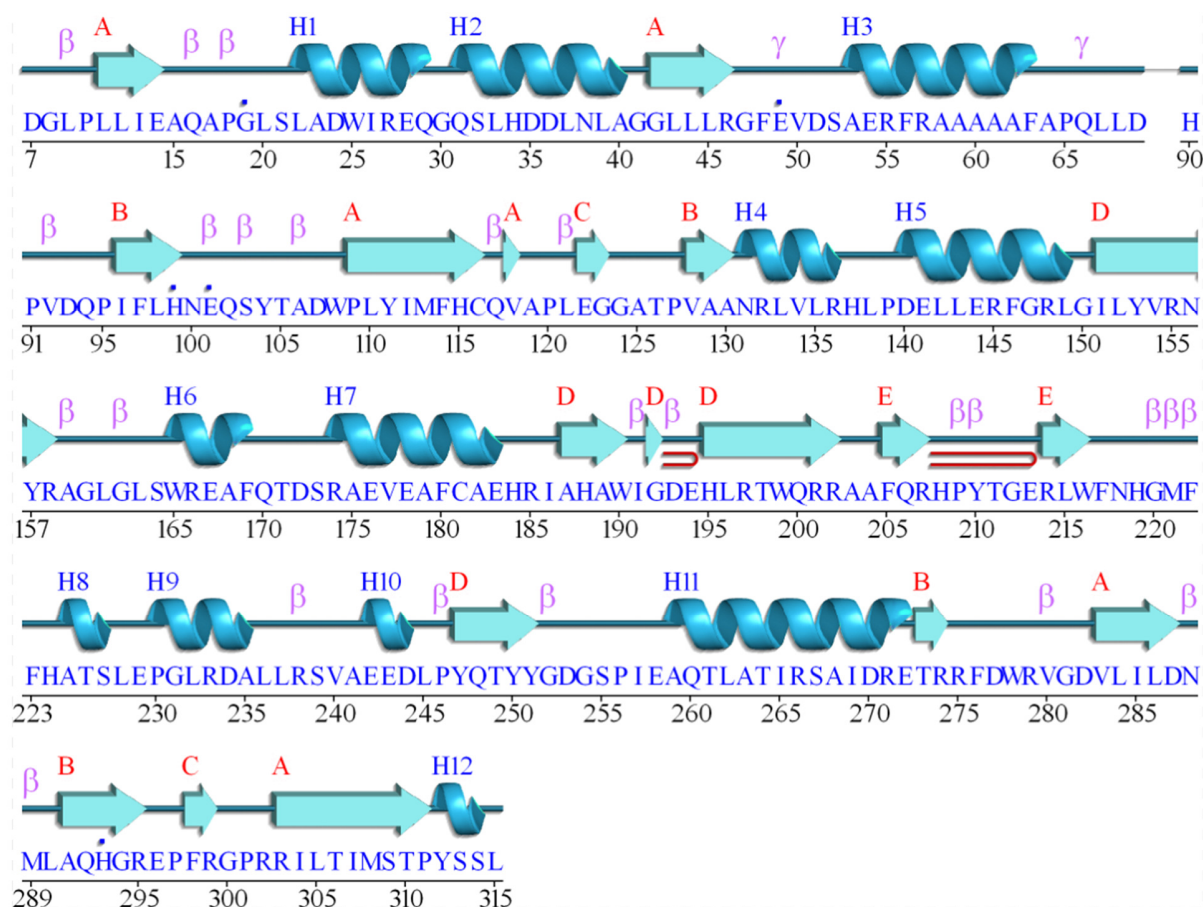 A H1 H2 A H3
β β β γ γ
DGLPLLIEAQAPGLSLADWIREQGQSLHDDLNLAGGLLLRGFEVDSAERFRAAAAAFAPQLLD H
7 15 20 25 30 35 40 45 50 55 60 65 90
B A A C B H4 H5 D
β β β β β β
PVDQPIFLHNEQSYTADWPLYIMFHCQVAPLEGGATPVAANRLVLRHLPDELLERFGRLGILYVRN
91 95 100 105 110 115 120 125 130 135 140 145 150 155
H6 H7 D D D E E
β β β β β β β β β
YRAGLGLSWREAFQTDSRAEVEAFCAEHRIAHAWIGDEHLRTWQRRAAFQRHPYTGERLWFNHGMF
157 165 170 175 180 185 190 195 200 205 210 215 220
H8 H9 H10 D H11 B A
β β β β β
FHATSLEPGLRDALLRSVAEEDLPYQTYYGDGSPIEAQTLATIRSAIDRETRRFDWRVGDVLILDN
223 230 235 240 245 250 255 260 265 270 275 280 285
B C A H12
β
MLAQHGREPFRGPRRILTIMSTPYSSL
289 295 300 305 310 315